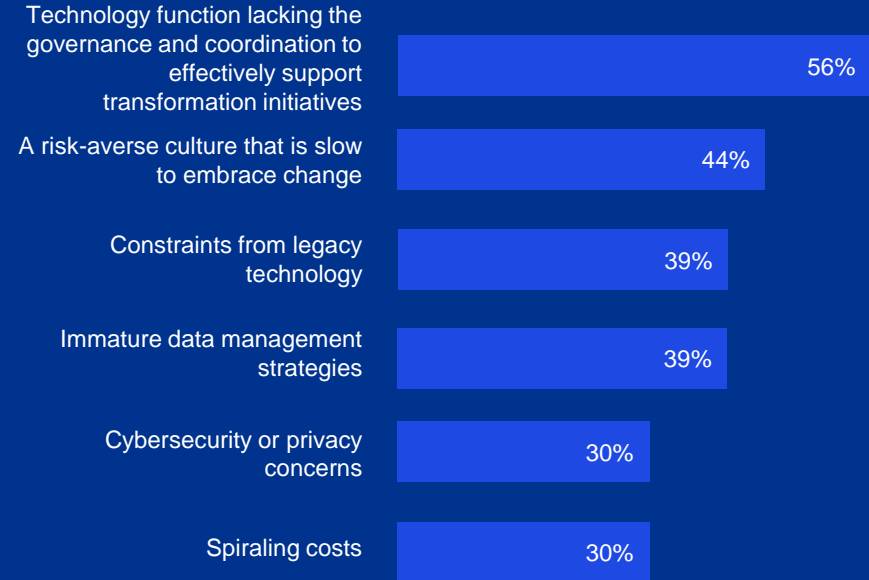 Technology function lacking the
governance and coordination to
effectively support
transformation initiatives
56%
A risk-averse culture that is slow
to embrace change
44%
Constraints from legacy
technology
39%
Immature data management
strategies
39%
Cybersecurity or privacy
concerns
30%
Spiraling costs
30%